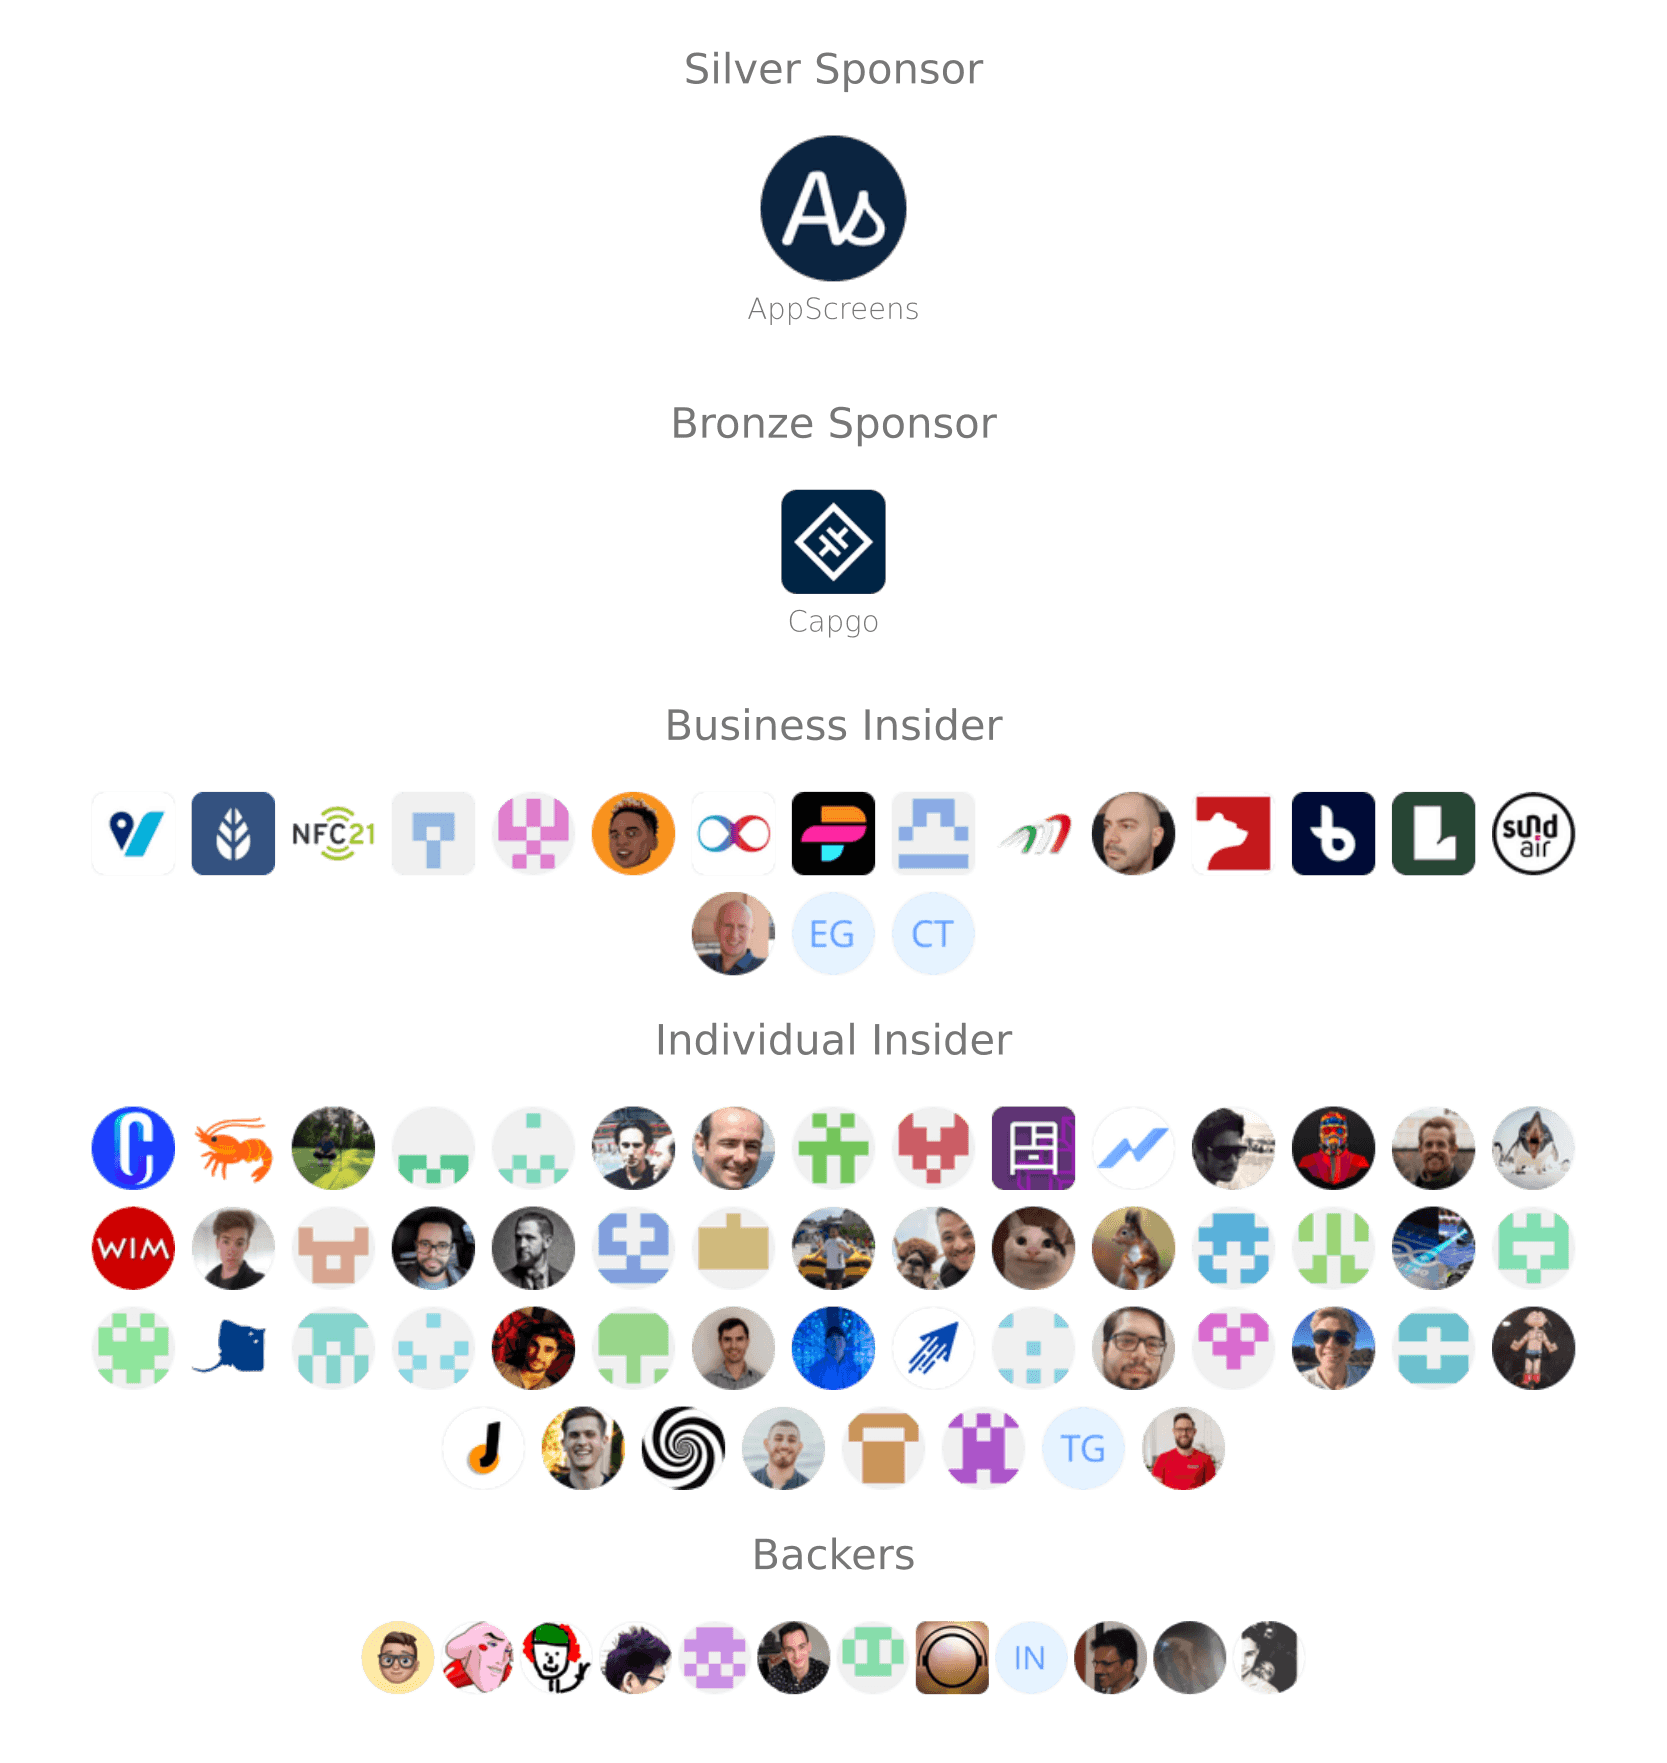 Silver Sponsor
As
AppScreens
Bronze Sponsor
Capgo
Business Insider
NFC21
sund
air
EG
CT
Individual Insider
WIM
TG
Backers
IN